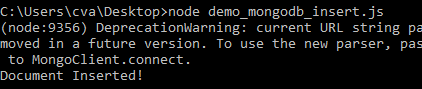 C:\Users\cva\Desktop>node demo_mongodb_insert.js
(node:9356) DeprecationWarning: current URL string pa
moved in a future version. To use the new parser, pas
 to MongoClient.connect.
Document Inserted!